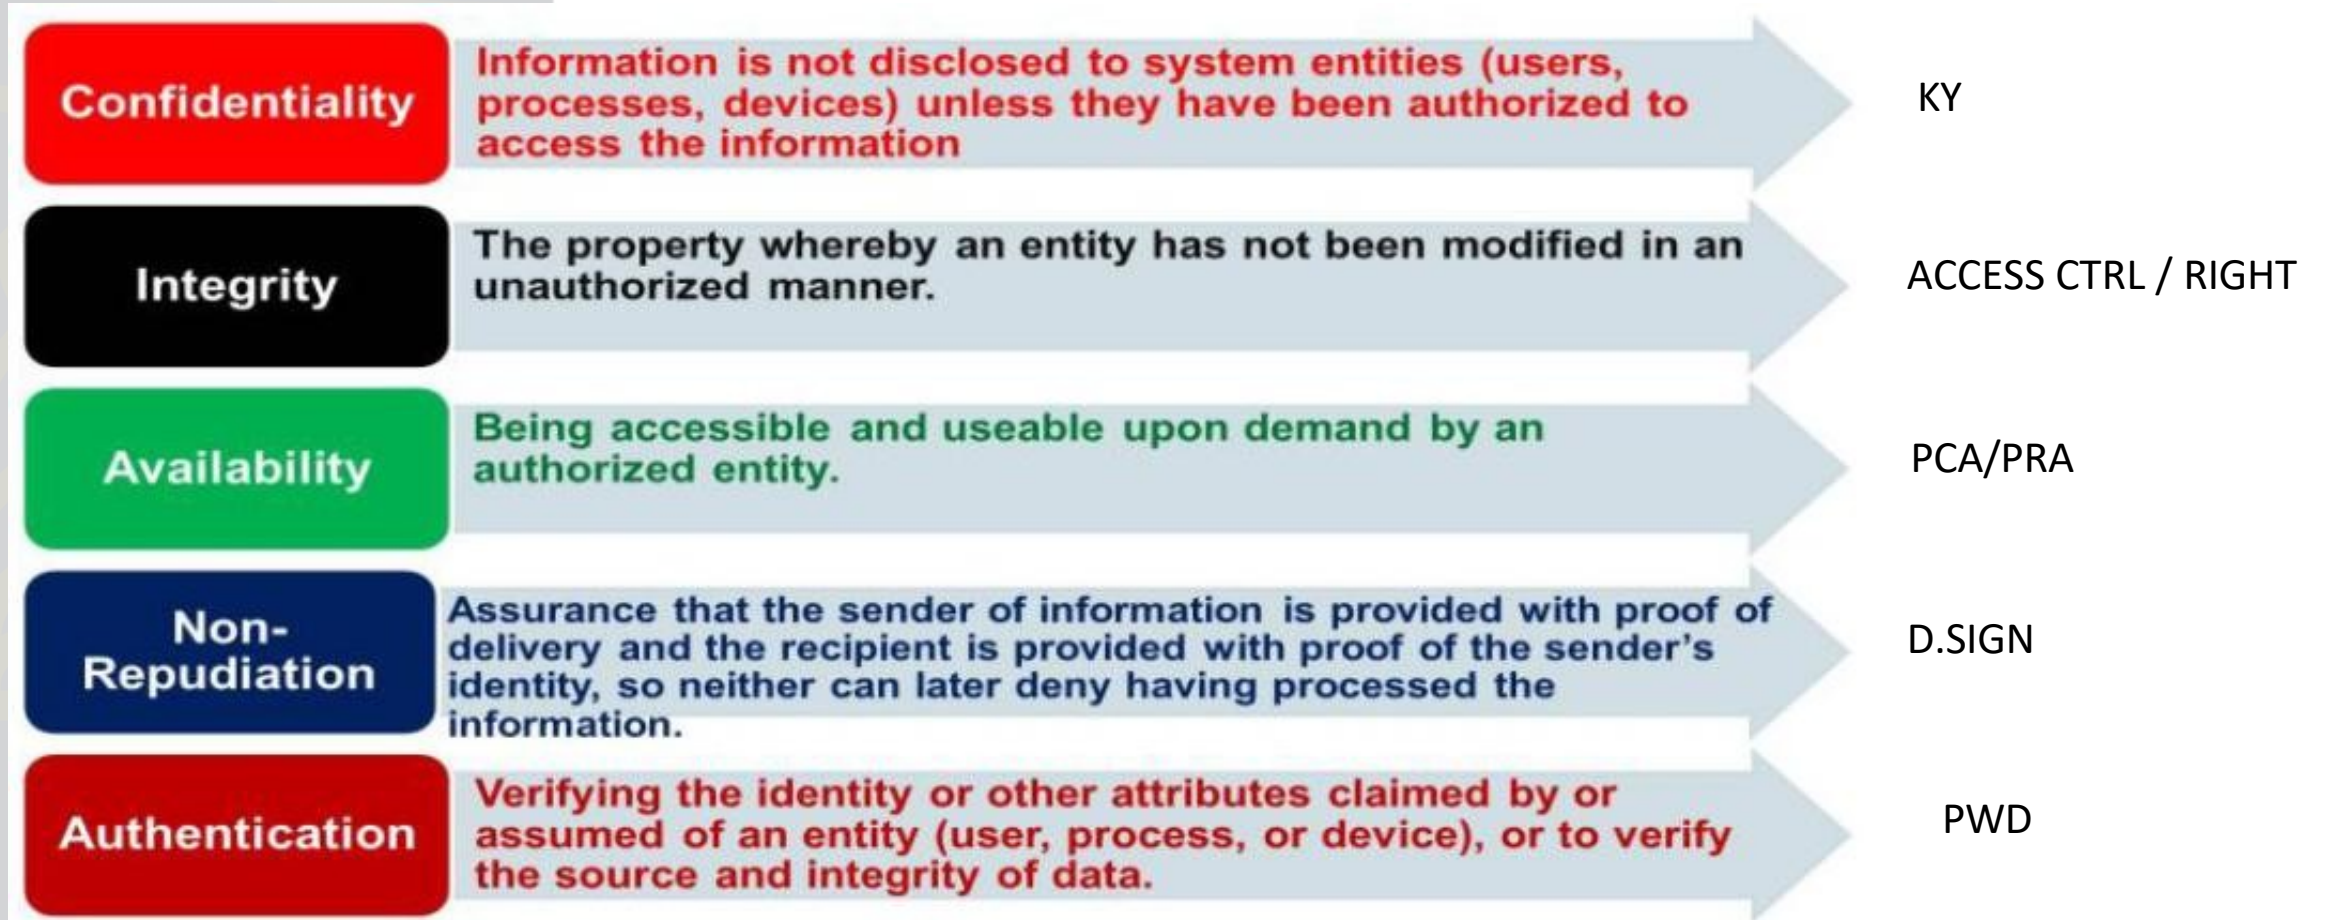 Confidentiality
Information is not disclosed to system entities (users,
processes, devices) unless they have been authorized to
access the information
KY
Integrity
The property whereby an entity has not been modified in an
unauthorized manner.
ACCESS CTRL / RIGHT
Availability
Being accessible and useable upon demand by an
authorized entity.
PCA/PRA
Non-
Repudiation
Assurance that the sender of information is provided with proof of
delivery and the recipient is provided with proof of the sender’s
identity, so neither can later deny having processed the
information.
D.SIGN
Authentication
Verifying the identity or other attributes claimed by or
assumed of an entity (user, process, or device), or to verify
the source and integrity of data.
PWD